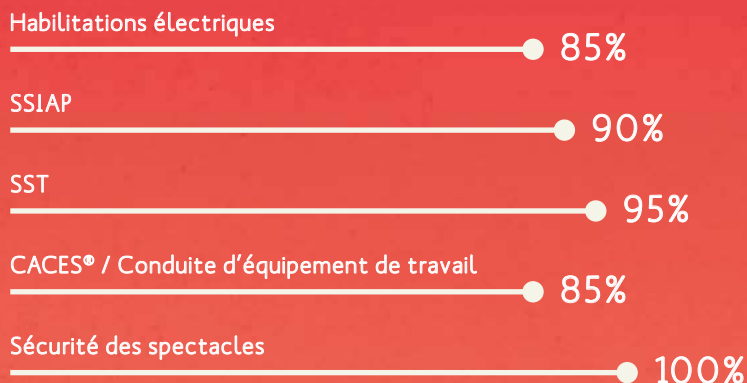 Habilitations électriques
85%
SSIAP
90%
SST
95%
CACES® / Conduite d'équipement de travail
85%
Sécurité des spectacles
100%